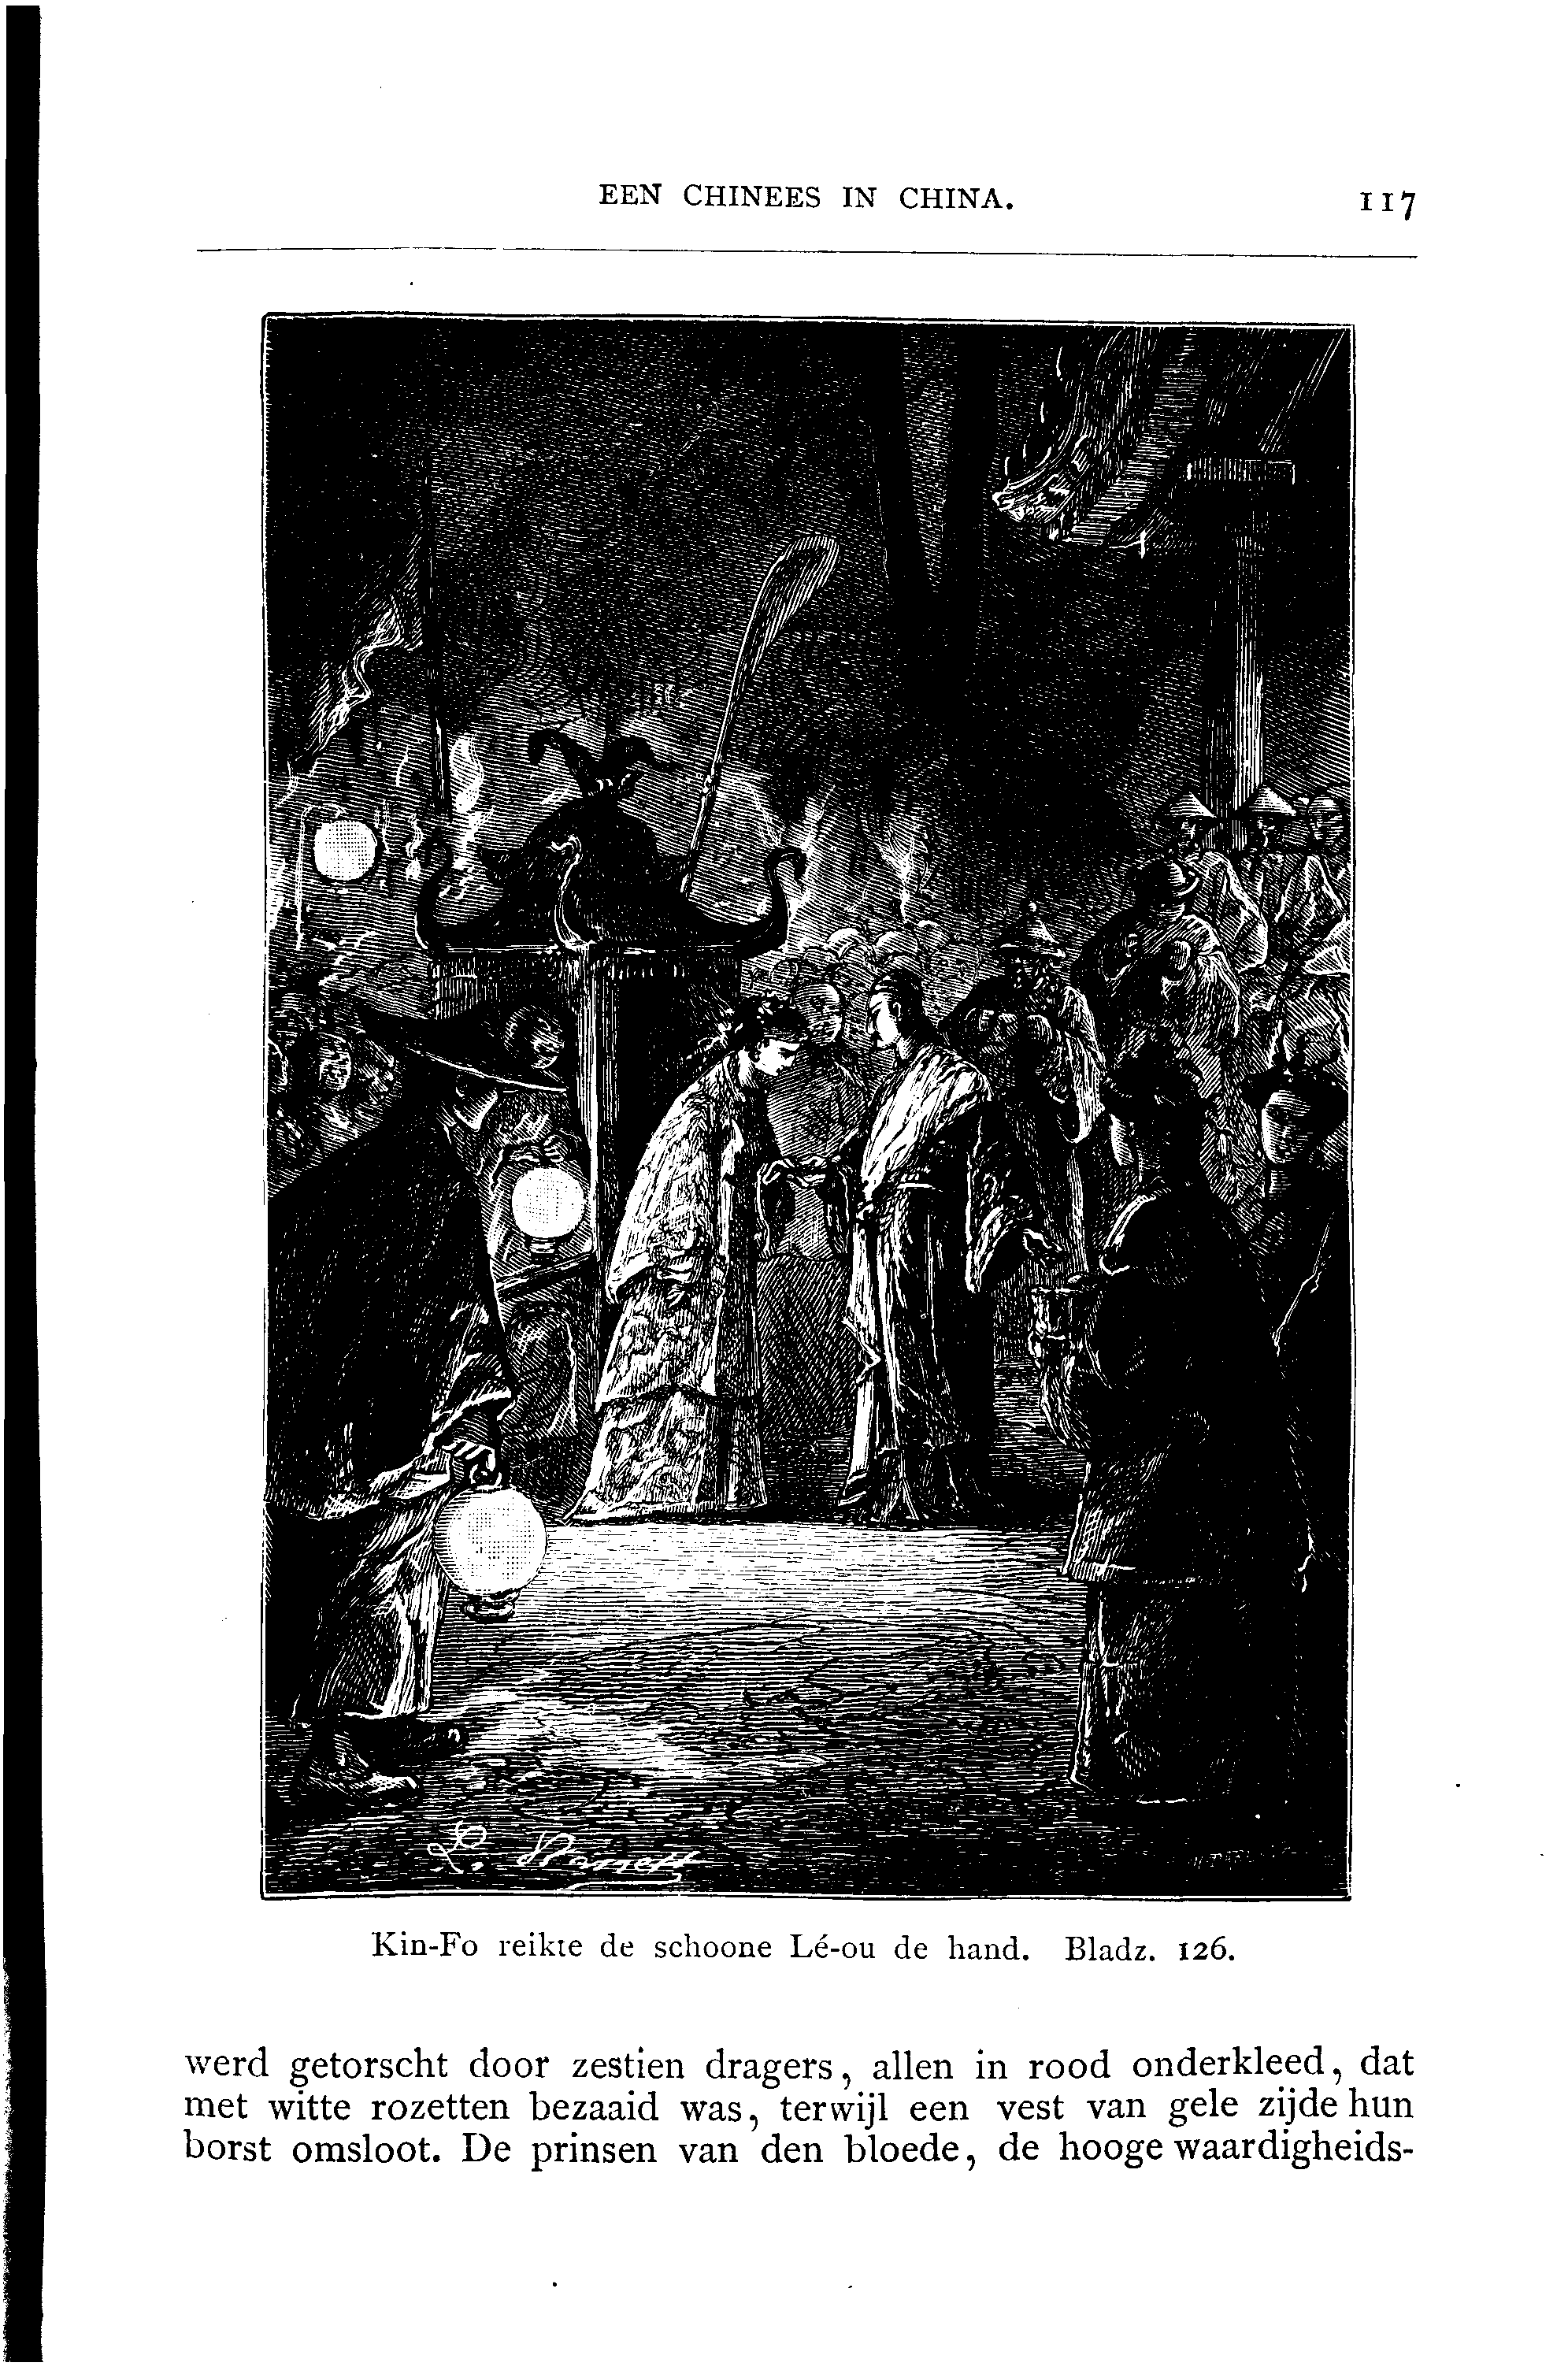 EEN CHINEES IN CHINA. 117
L. Benett
Kin-Fo reikte de schoone Lé-ou de hand. Bladz. 126.
werd getorscht door zestien dragers, allen in rood onderkleed, dat
met witte rozetten bezaaid was, terwijl een vest van gele zijde hun
borst omsloot. De prinsen van den bloede, de hooge waardigheids-